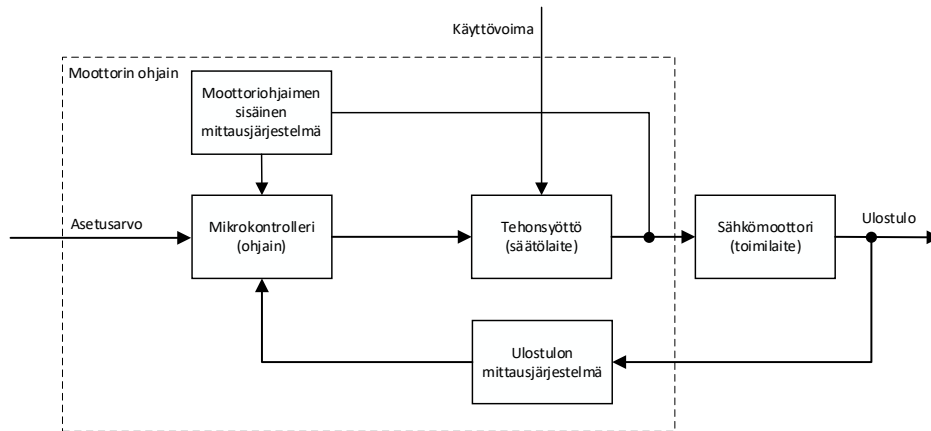 Käyttövoima
Moottorin ohjain
Moottoriohjaimen
sisäinen
mittausjärjestelmä
Asetusarvo
Mikrokontrolleri
(ohjain)
Tehonsyöttö
(säätölaite)
Sähkömoottori
(toimilaite)
Ulostulo
Ulostulon
mittausjärjestelmä